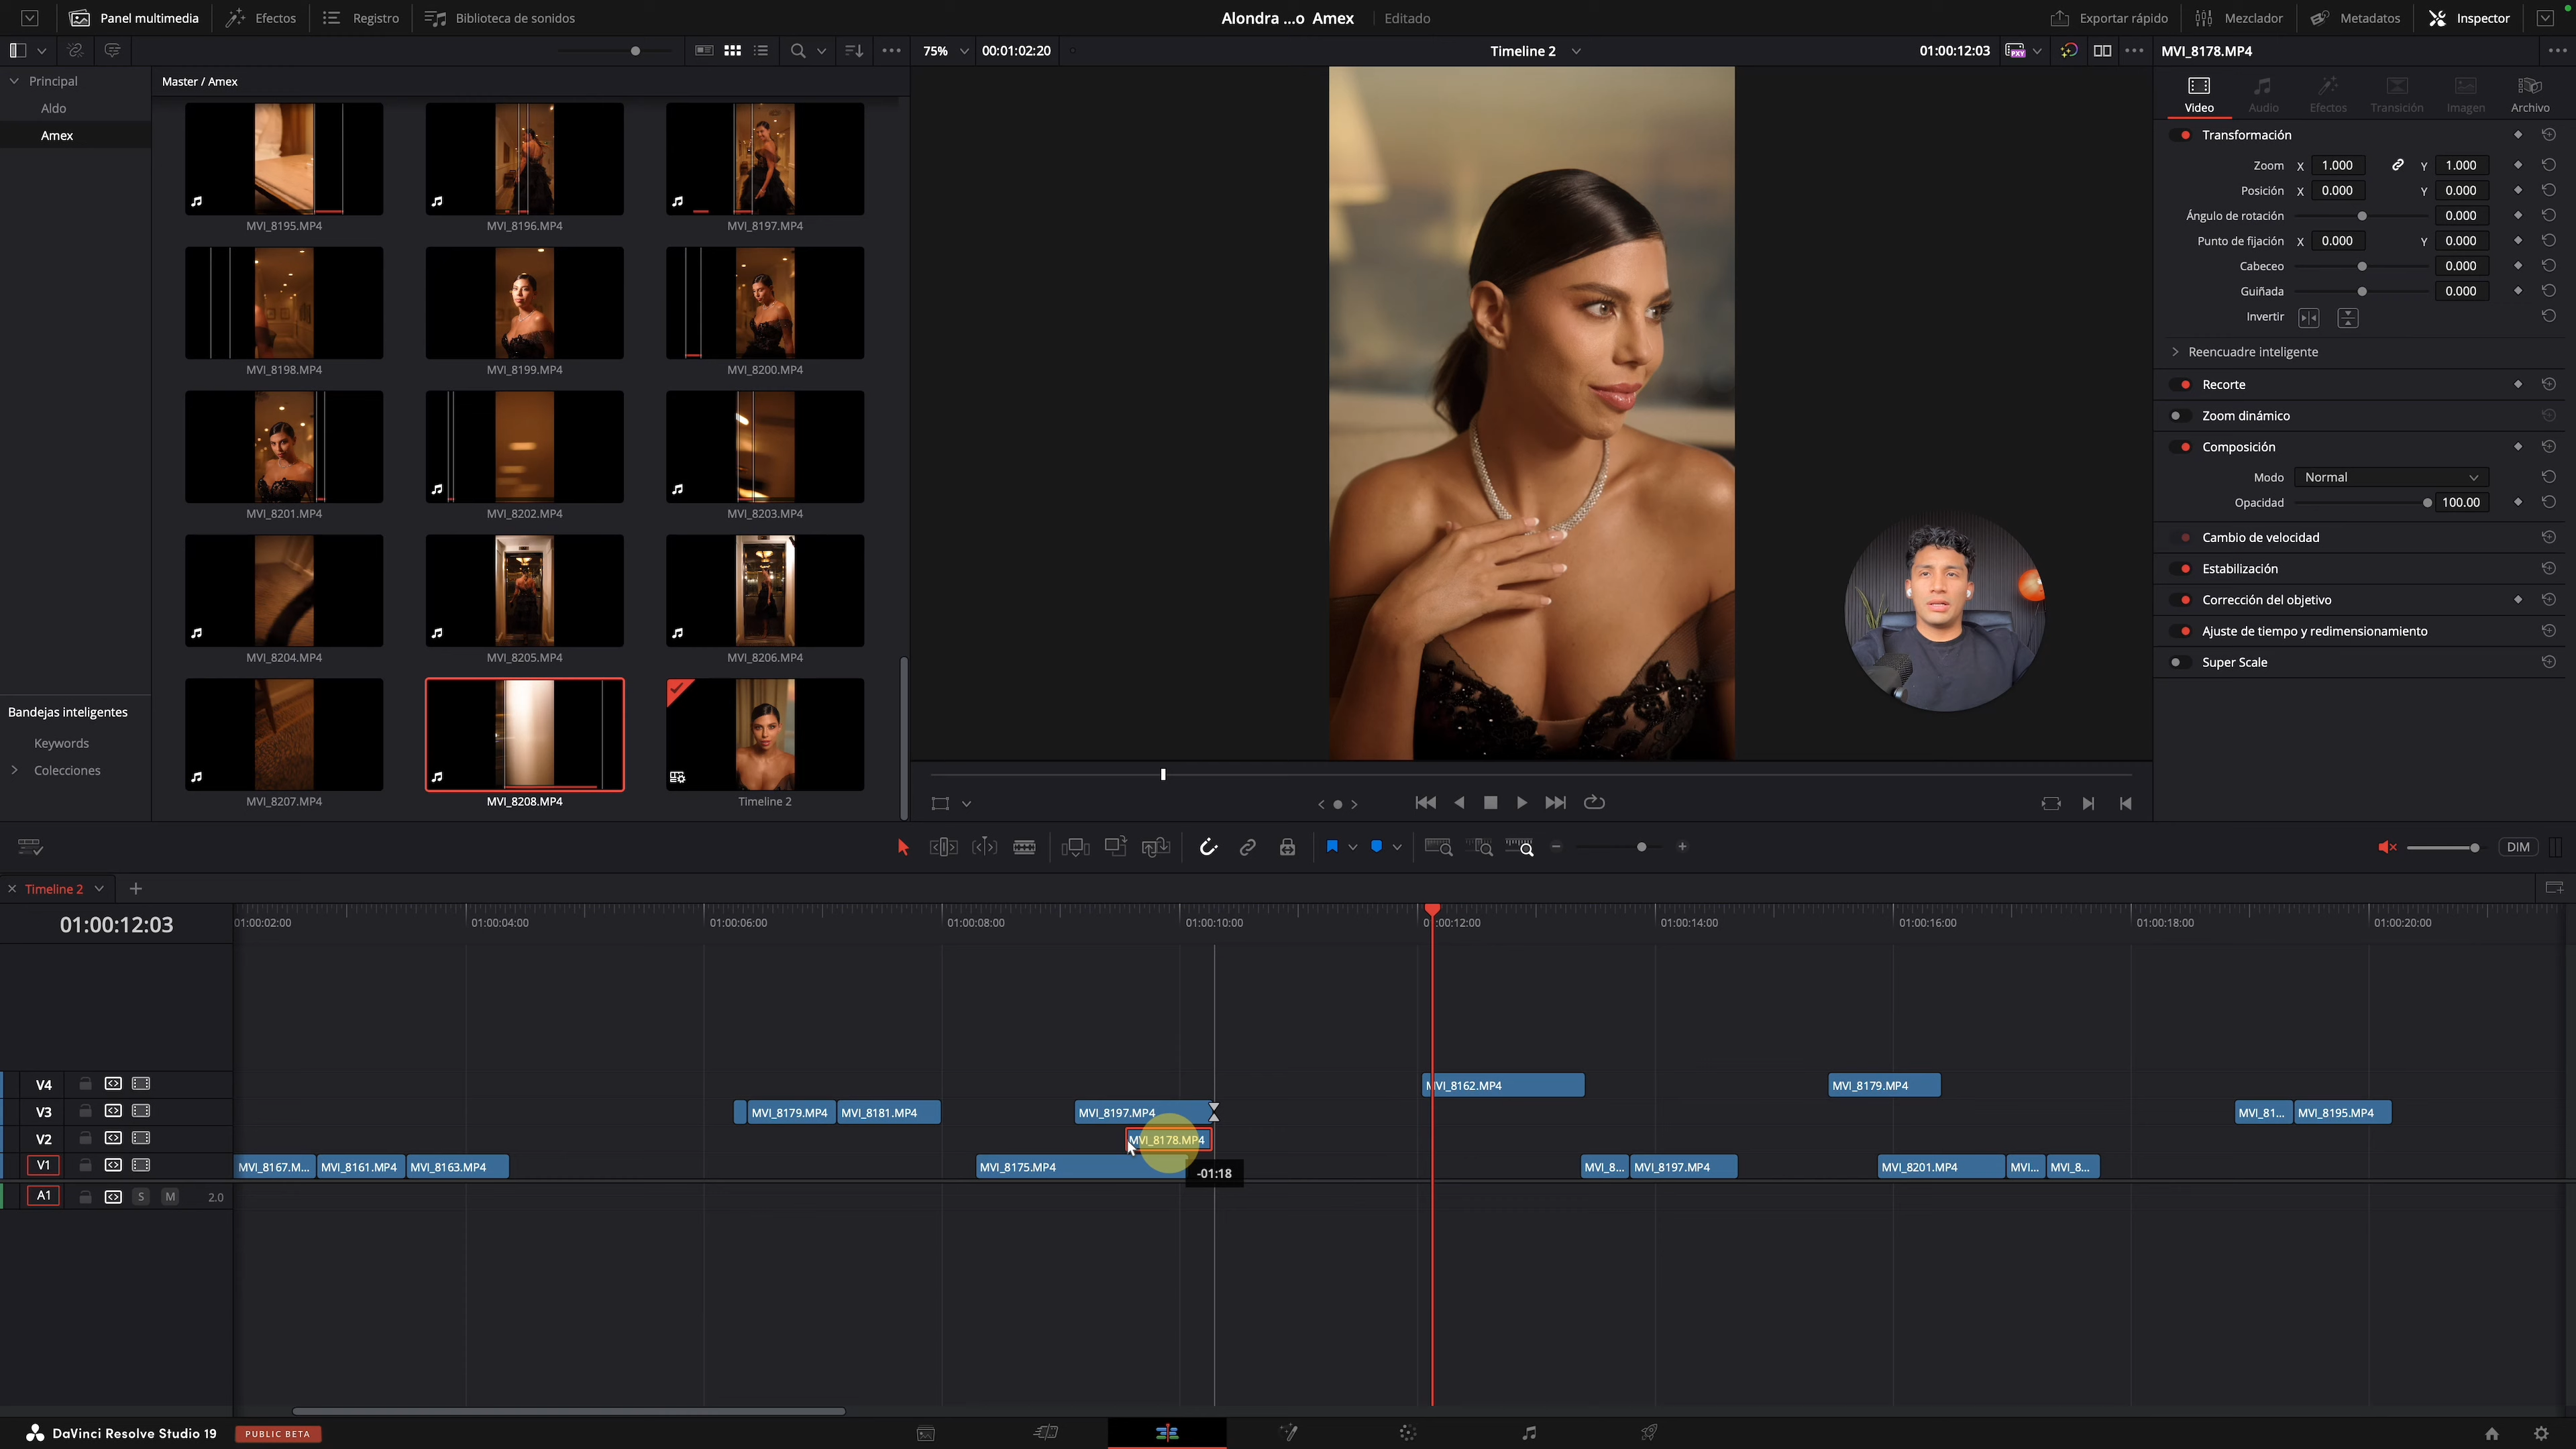 Panel multimedia
Efectos
Registro
Biblioteca de sonidos
Alondra ...o Amex
Editado
Exportar rápido
Mezclador
Metadatos
Inspector
75%
00:01:02:20
Timeline 2
01:00:12:03
PXY
MVI_8178.MP4
Principal
Aldo
Amex
Master / Amex
MVI_8195.MP4
MVI_8196.MP4
MVI_8197.MP4
MVI_8198.MP4
MVI_8199.MP4
MVI_8200.MP4
MVI_8201.MP4
MVI_8202.MP4
MVI_8203.MP4
MVI_8204.MP4
MVI_8205.MP4
MVI_8206.MP4
MVI_8207.MP4
MVI_8208.MP4
Timeline 2
Bandejas inteligentes
Keywords
Colecciones
Video
Audio
Efectos
Transición
Imagen
Archivo
Transformación
Zoom X 1.000 Y 1.000
Posición X 0.000 Y 0.000
Ángulo de rotación 0.000
Punto de fijación X 0.000 Y 0.000
Cabeceo 0.000
Guiñada 0.000
Invertir
Reencuadre inteligente
Recorte
Zoom dinámico
Composición
Modo Normal
Opacidad 100.00
Cambio de velocidad
Estabilización
Corrección del objetivo
Ajuste de tiempo y redimensionamiento
Super Scale
DIM
Timeline 2
01:00:12:03
01:00:02:00
01:00:04:00
01:00:06:00
01:00:08:00
01:00:10:00
01:00:12:00
01:00:14:00
01:00:16:00
01:00:18:00
01:00:20:00
V4
MVI_8162.MP4
MVI_8179.MP4
V3
MVI_8179.MP4
MVI_8181.MP4
MVI_8197.MP4
MVI_81...
MVI_8195.MP4
V2
MVI_8178.MP4
V1
MVI_8167.M...
MVI_8161.MP4
MVI_8163.MP4
MVI_8175.MP4
-01:18
MVI_8...
MVI_8197.MP4
MVI_8201.MP4
MVI...
MVI_8...
A1
S
M
2.0
DaVinci Resolve Studio 19
PUBLIC BETA